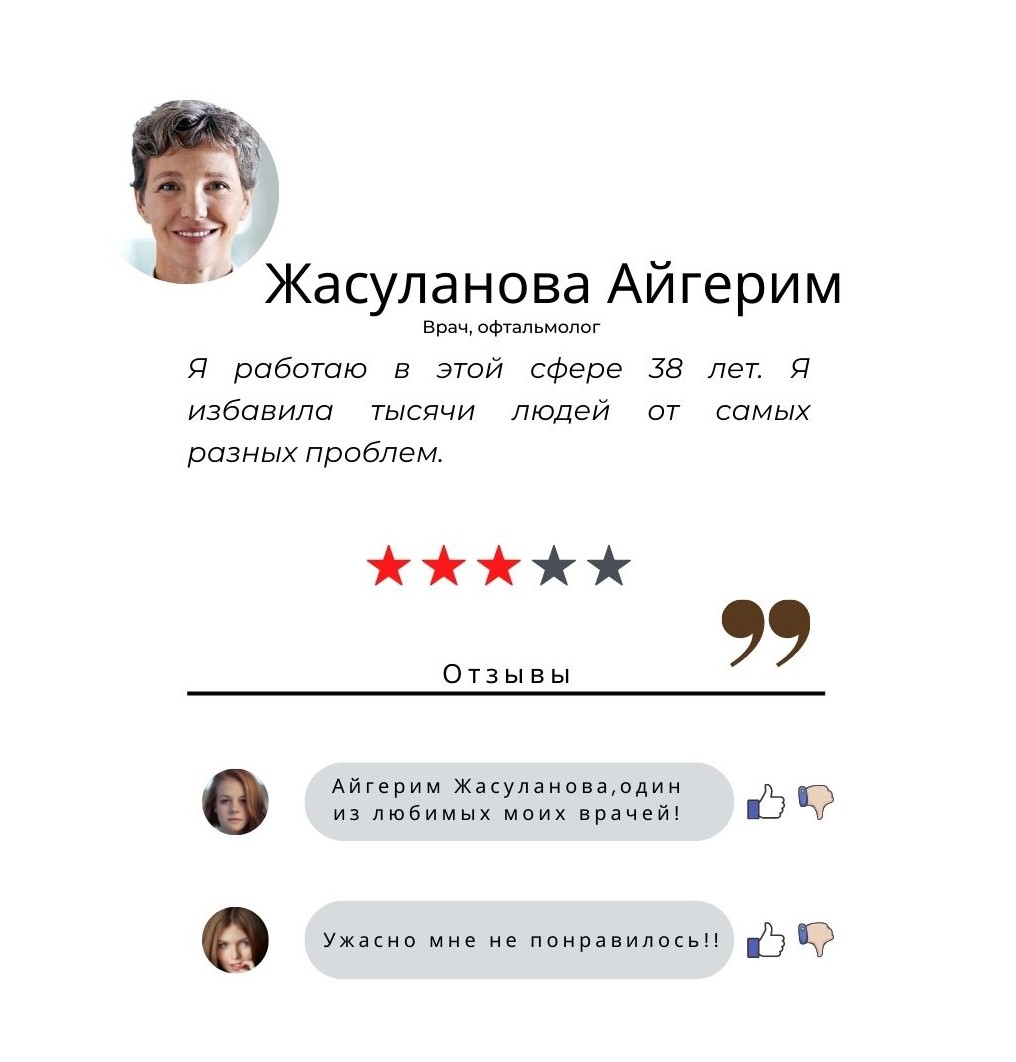 Жасуланова Айгерим
Врач, офтальмолог
Я работаю в этой сфере 38 лет. Я
избавила тысячи людей от самых
разных проблем.
Отзывы
Айгерим Жасуланова,один
из любимых моих врачей!
Ужасно мне не понравилось!!